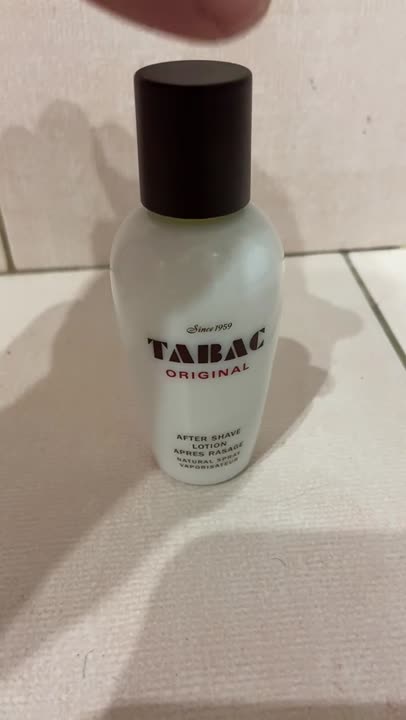 Since 1959
TABAC
ORIGINAL
AFTER SHAVE
LOTION
APRES RASAGE
NATURAL SPRAY
VAPORISATEUR